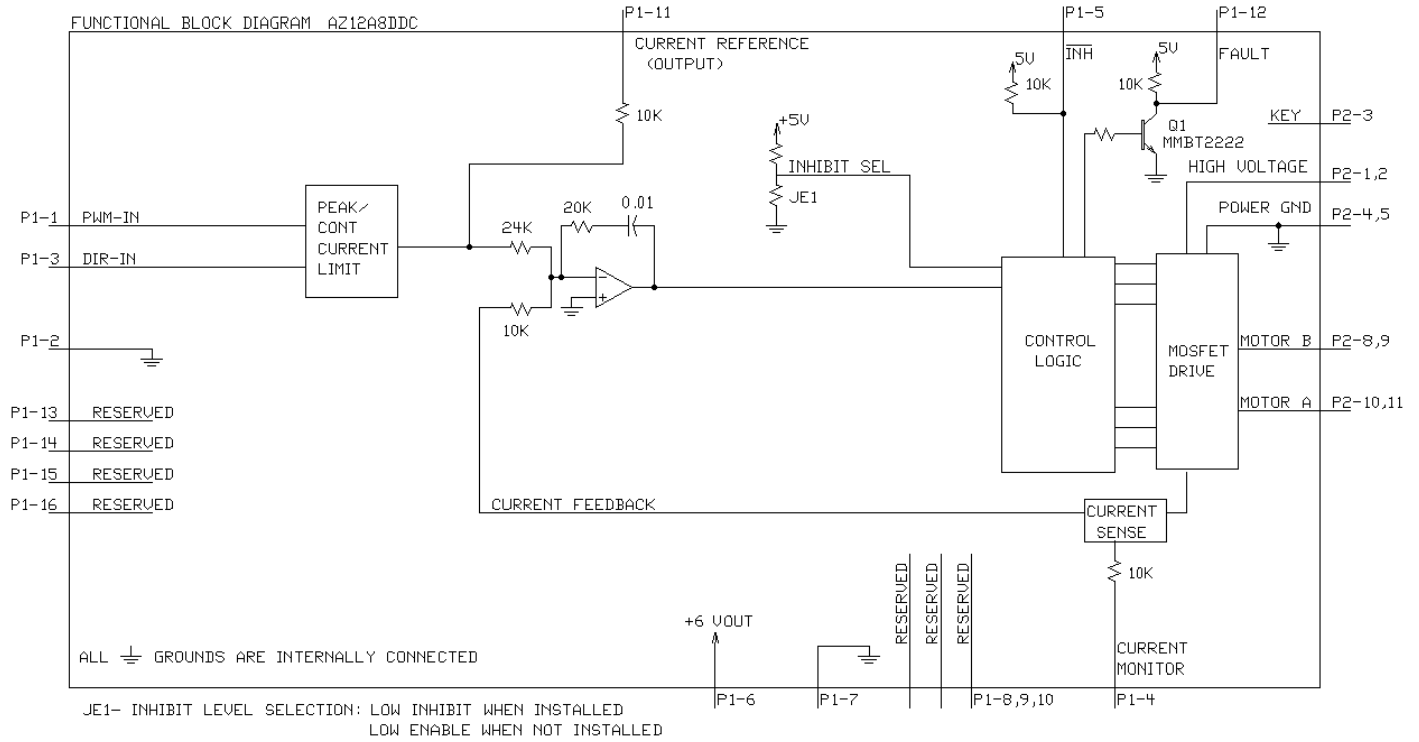 FUNCTIONAL BLOCK DIAGRAM AZ12A8DDC
P1-11
P1-5
P1-12
CURRENT REFERENCE
(OUTPUT)
INH
FAULT
5V
5V
10K
10K
10K
+5V
KEY
P2-3
Q1
MMBT2222
INHIBIT SEL
HIGH VOLTAGE
P2-1,2
JE1
P1-1
PWM-IN
PEAK/
CONT
CURRENT
LIMIT
20K
0.01
24K
POWER GND
P2-4,5
P1-3
DIR-IN
-
+
10K
P1-2
CONTROL
LOGIC
MOSFET
DRIVE
MOTOR B
P2-8,9
MOTOR A
P2-10,11
P1-13
RESERVED
P1-14
RESERVED
P1-15
RESERVED
P1-16
RESERVED
CURRENT FEEDBACK
CURRENT
SENSE
10K
RESERVED
RESERVED
RESERVED
+6 VOUT
ALL GROUNDS ARE INTERNALLY CONNECTED
CURRENT
MONITOR
P1-6
P1-7
P1-8,9,10
P1-4
JE1- INHIBIT LEVEL SELECTION: LOW INHIBIT WHEN INSTALLED
LOW ENABLE WHEN NOT INSTALLED